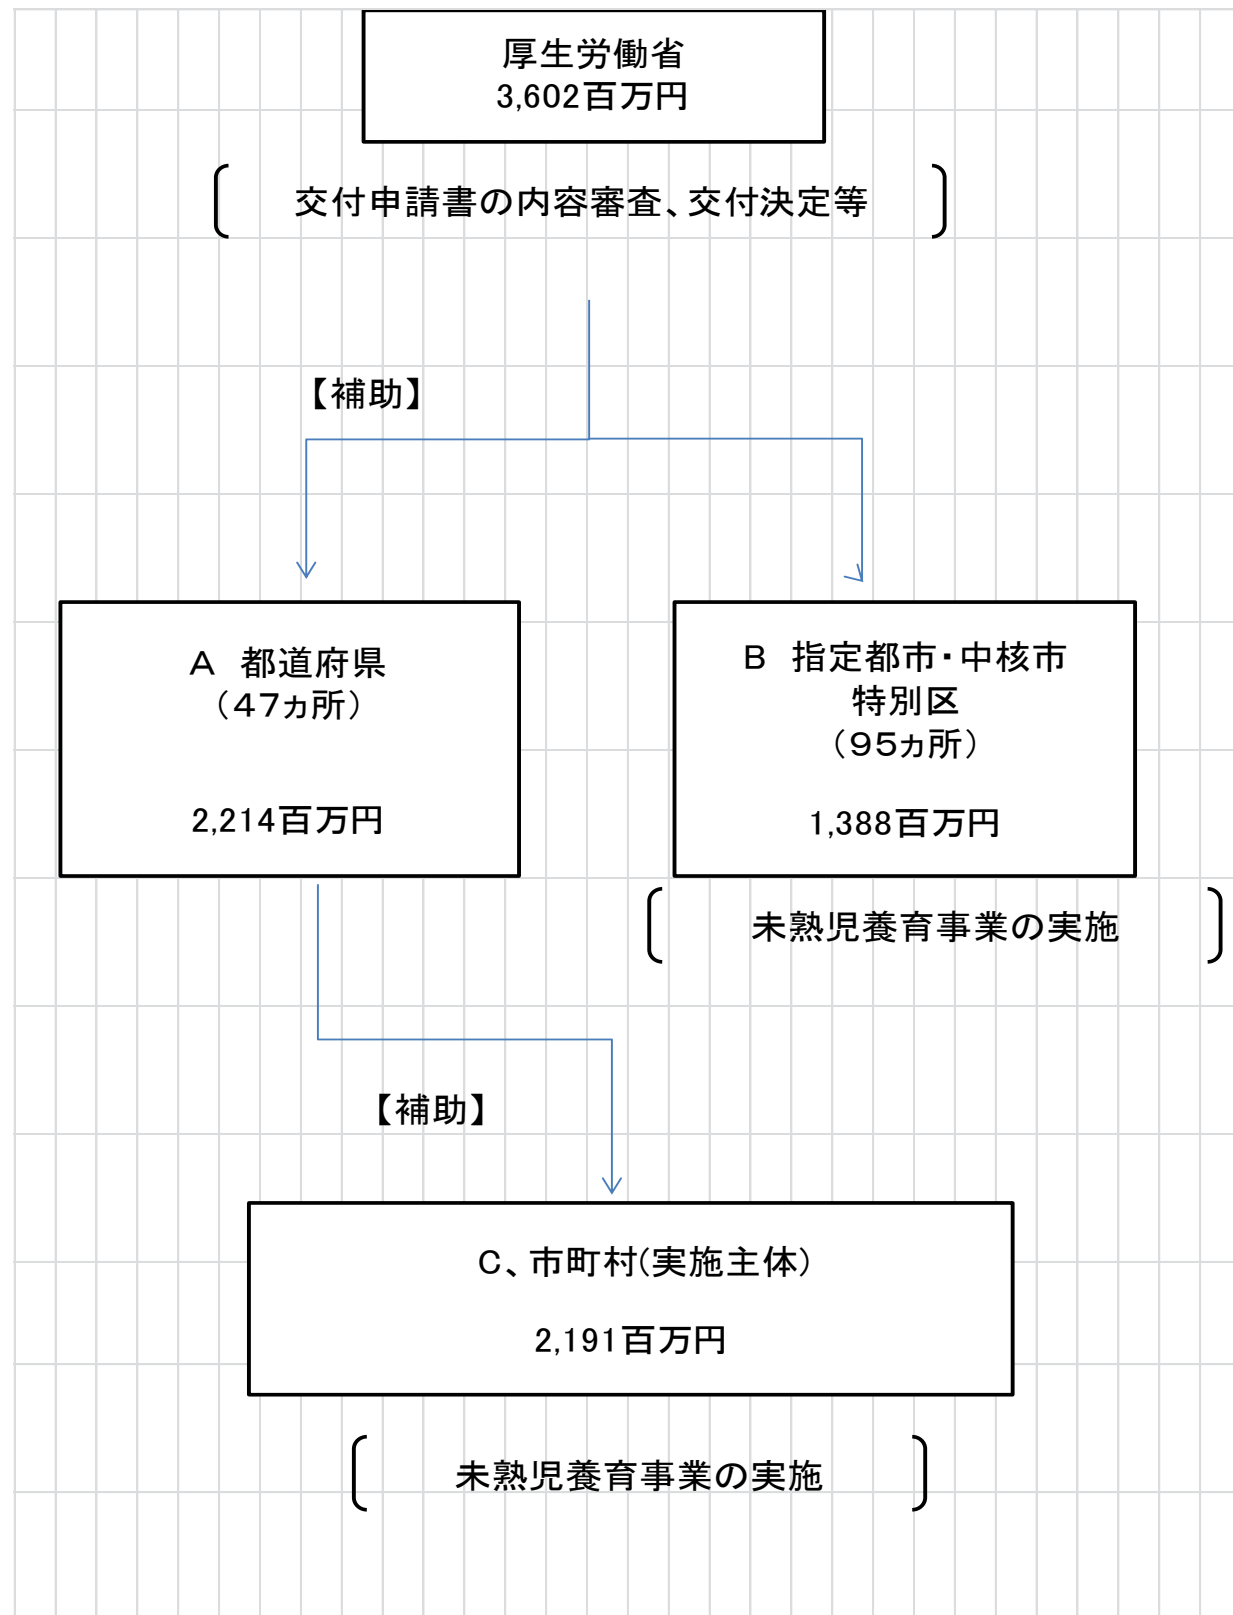 厚生労働省
3,602百万円
交付申請書の内容審査、交付決定等
【補助】
A　都道府県
（４７ヵ所）
2,214百万円
B　指定都市・中核市
特別区
（９５ヵ所）
1,388百万円
未熟児養育事業の実施
【補助】
C、市町村(実施主体)
2,191百万円
未熟児養育事業の実施